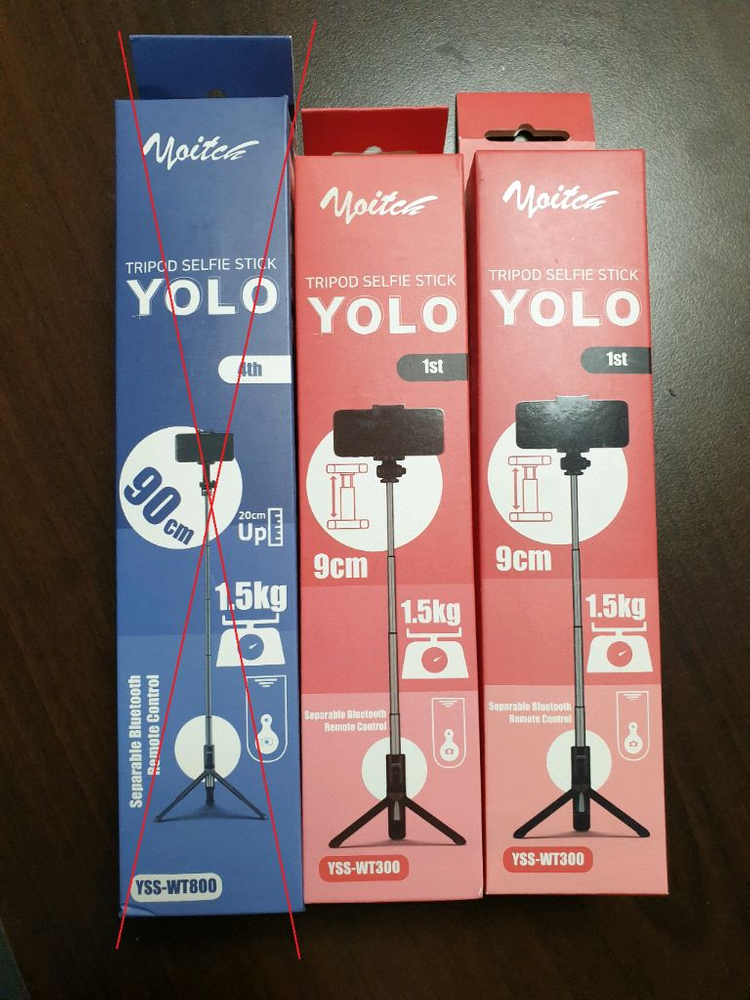 Yoitch
TRIPOD SELFIE STICK
YOLO
4th
90cm
20cm
Up
1.5kg
Separable Bluetooth
Remote Control
YSS-WT800
Yoitch
TRIPOD SELFIE STICK
YOLO
1st
9cm
1.5kg
Separable Bluetooth
Remote Control
YSS-WT300
Yoitch
TRIPOD SELFIE STICK
YOLO
1st
9cm
1.5kg
Separable Bluetooth
Remote Control
YSS-WT300